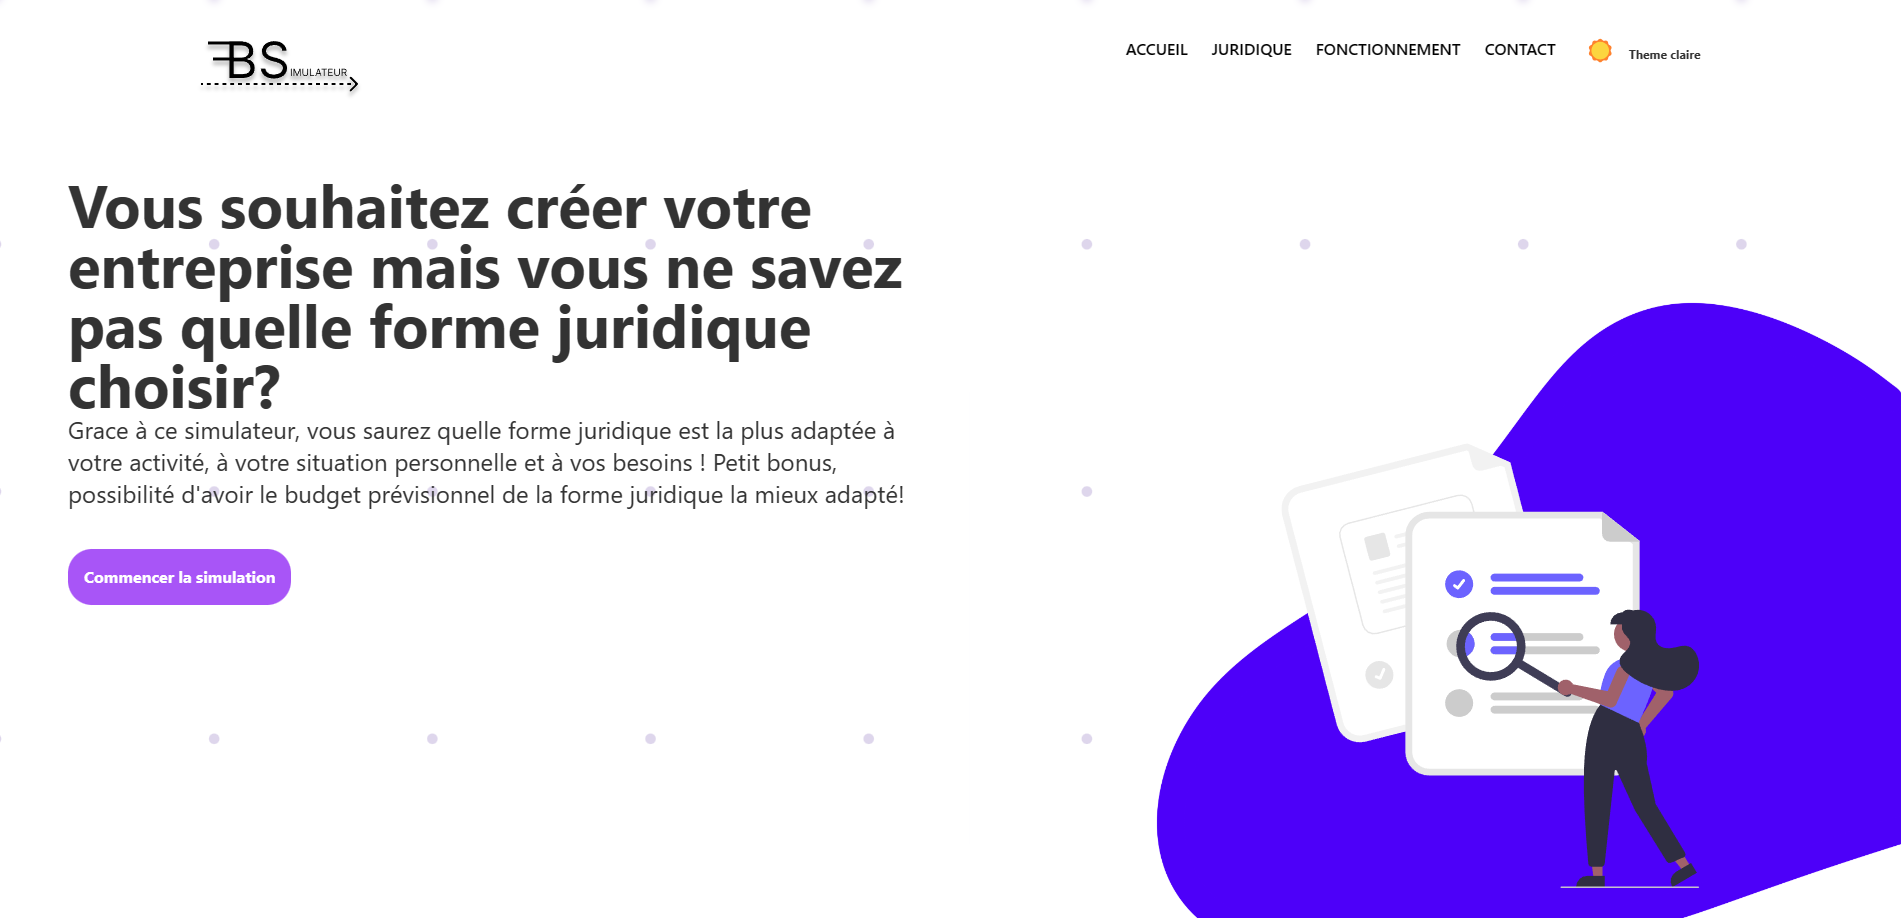 EBS IMULATEUR
ACCUEIL JURIDIQUE FONCTIONNEMENT CONTACT Theme claire
Vous souhaitez créer votre
entreprise mais vous ne savez
pas quelle forme juridique
choisir?
Grace à ce simulateur, vous saurez quelle forme juridique est la plus adaptée à
votre activité, à votre situation personnelle et à vos besoins ! Petit bonus,
possibilité d'avoir le budget prévisionnel de la forme juridique la mieux adapté!
Commencer la simulation